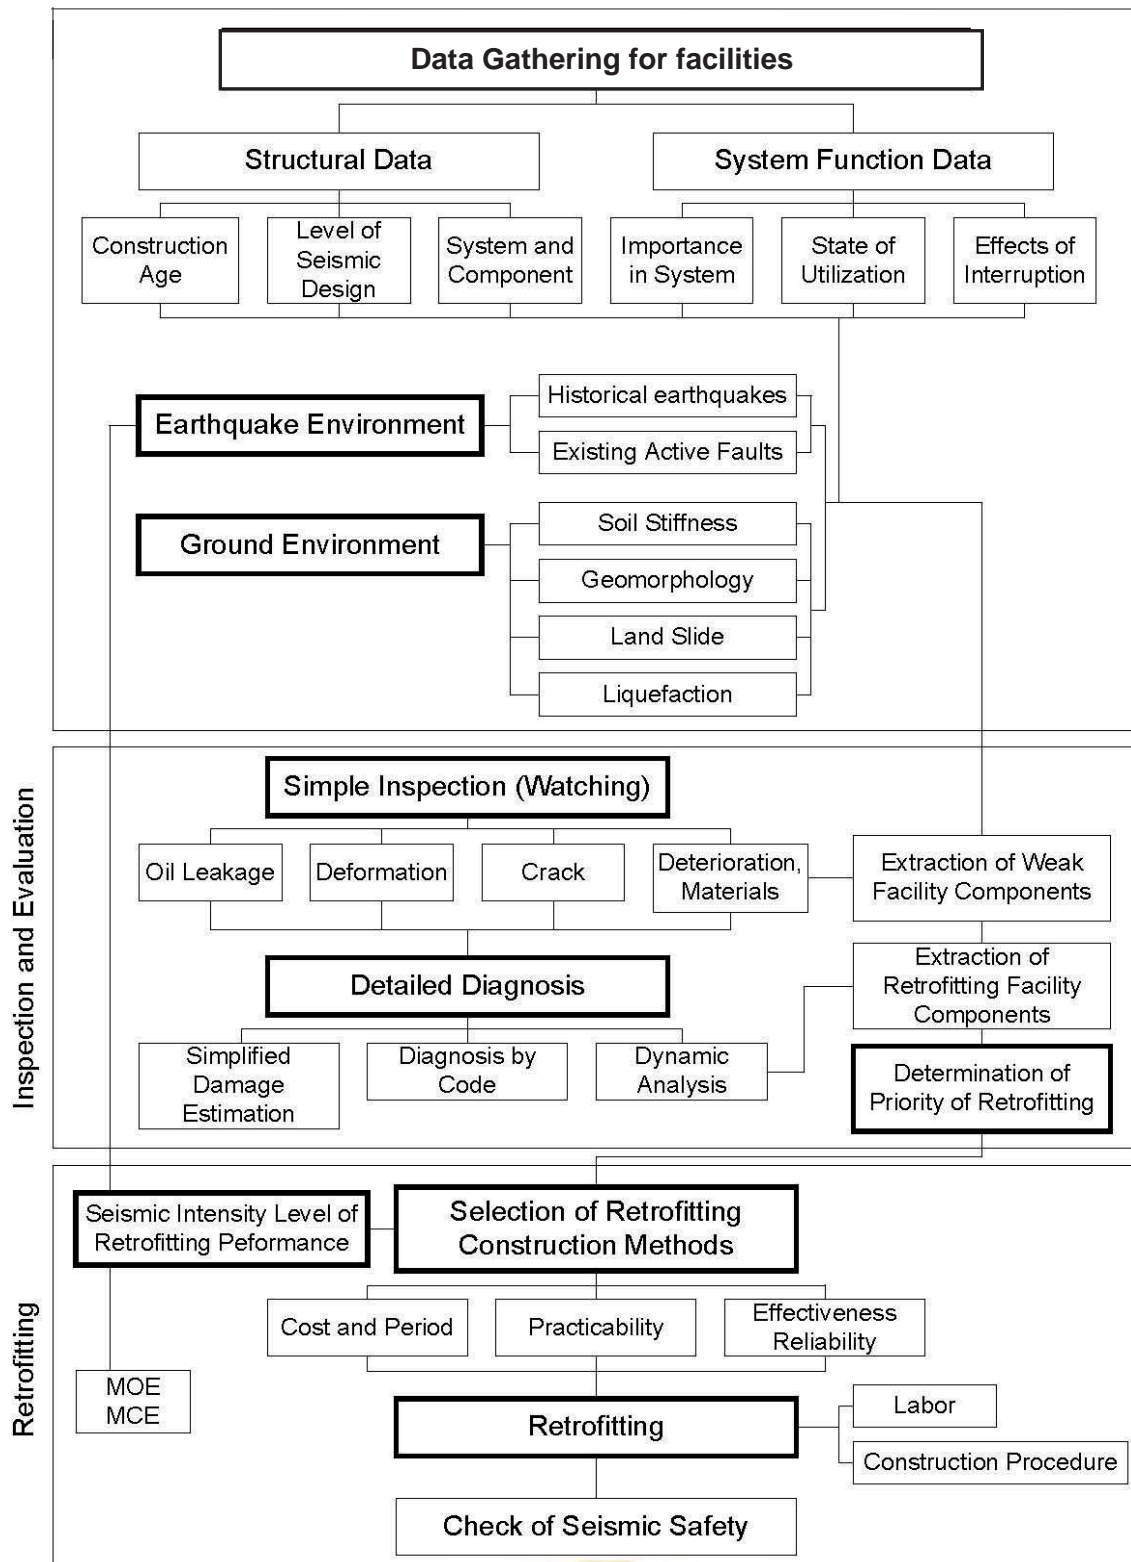 Data Gathering for facilities
Structural Data
System Function Data
Construction
Age
Level of
Seismic
Design
System and
Component
Importance
in System
State of
Utilization
Effects of
Interruption
Earthquake Environment
Historical earthquakes
Existing Active Faults
Ground Environment
Soil Stiffness
Geomorphology
Land Slide
Liquefaction
Inspection and Evaluation
Simple Inspection (Watching)
Oil Leakage
Deformation
Crack
Deterioration,
Materials
Extraction of Weak
Facility Components
Detailed Diagnosis
Extraction of
Retrofitting Facility
Components
Simplified
Damage
Estimation
Diagnosis by
Code
Dynamic
Analysis
Determination of
Priority of Retrofitting
Retrofitting
Seismic Intensity Level of
Retrofitting Peformance
Selection of Retrofitting
Construction Methods
Cost and Period
Practicability
Effectiveness
Reliability
MOE
MCE
Retrofitting
Labor
Construction Procedure
Check of Seismic Safety